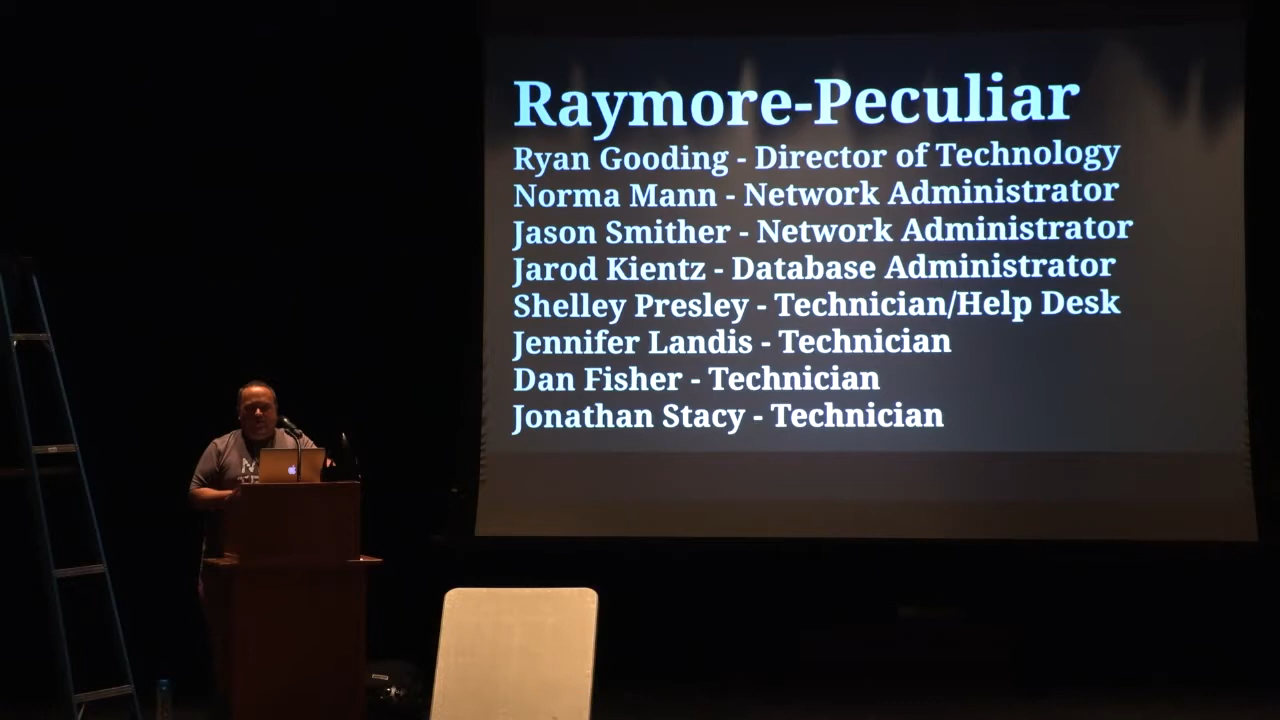 Raymore-Peculiar
Ryan Gooding - Director of Technology
Norma Mann - Network Administrator
Jason Smither - Network Administrator
Jarod Kientz - Database Administrator
Shelley Presley - Technician/Help Desk
Jennifer Landis - Technician
Dan Fisher - Technician
Jonathan Stacy - Technician